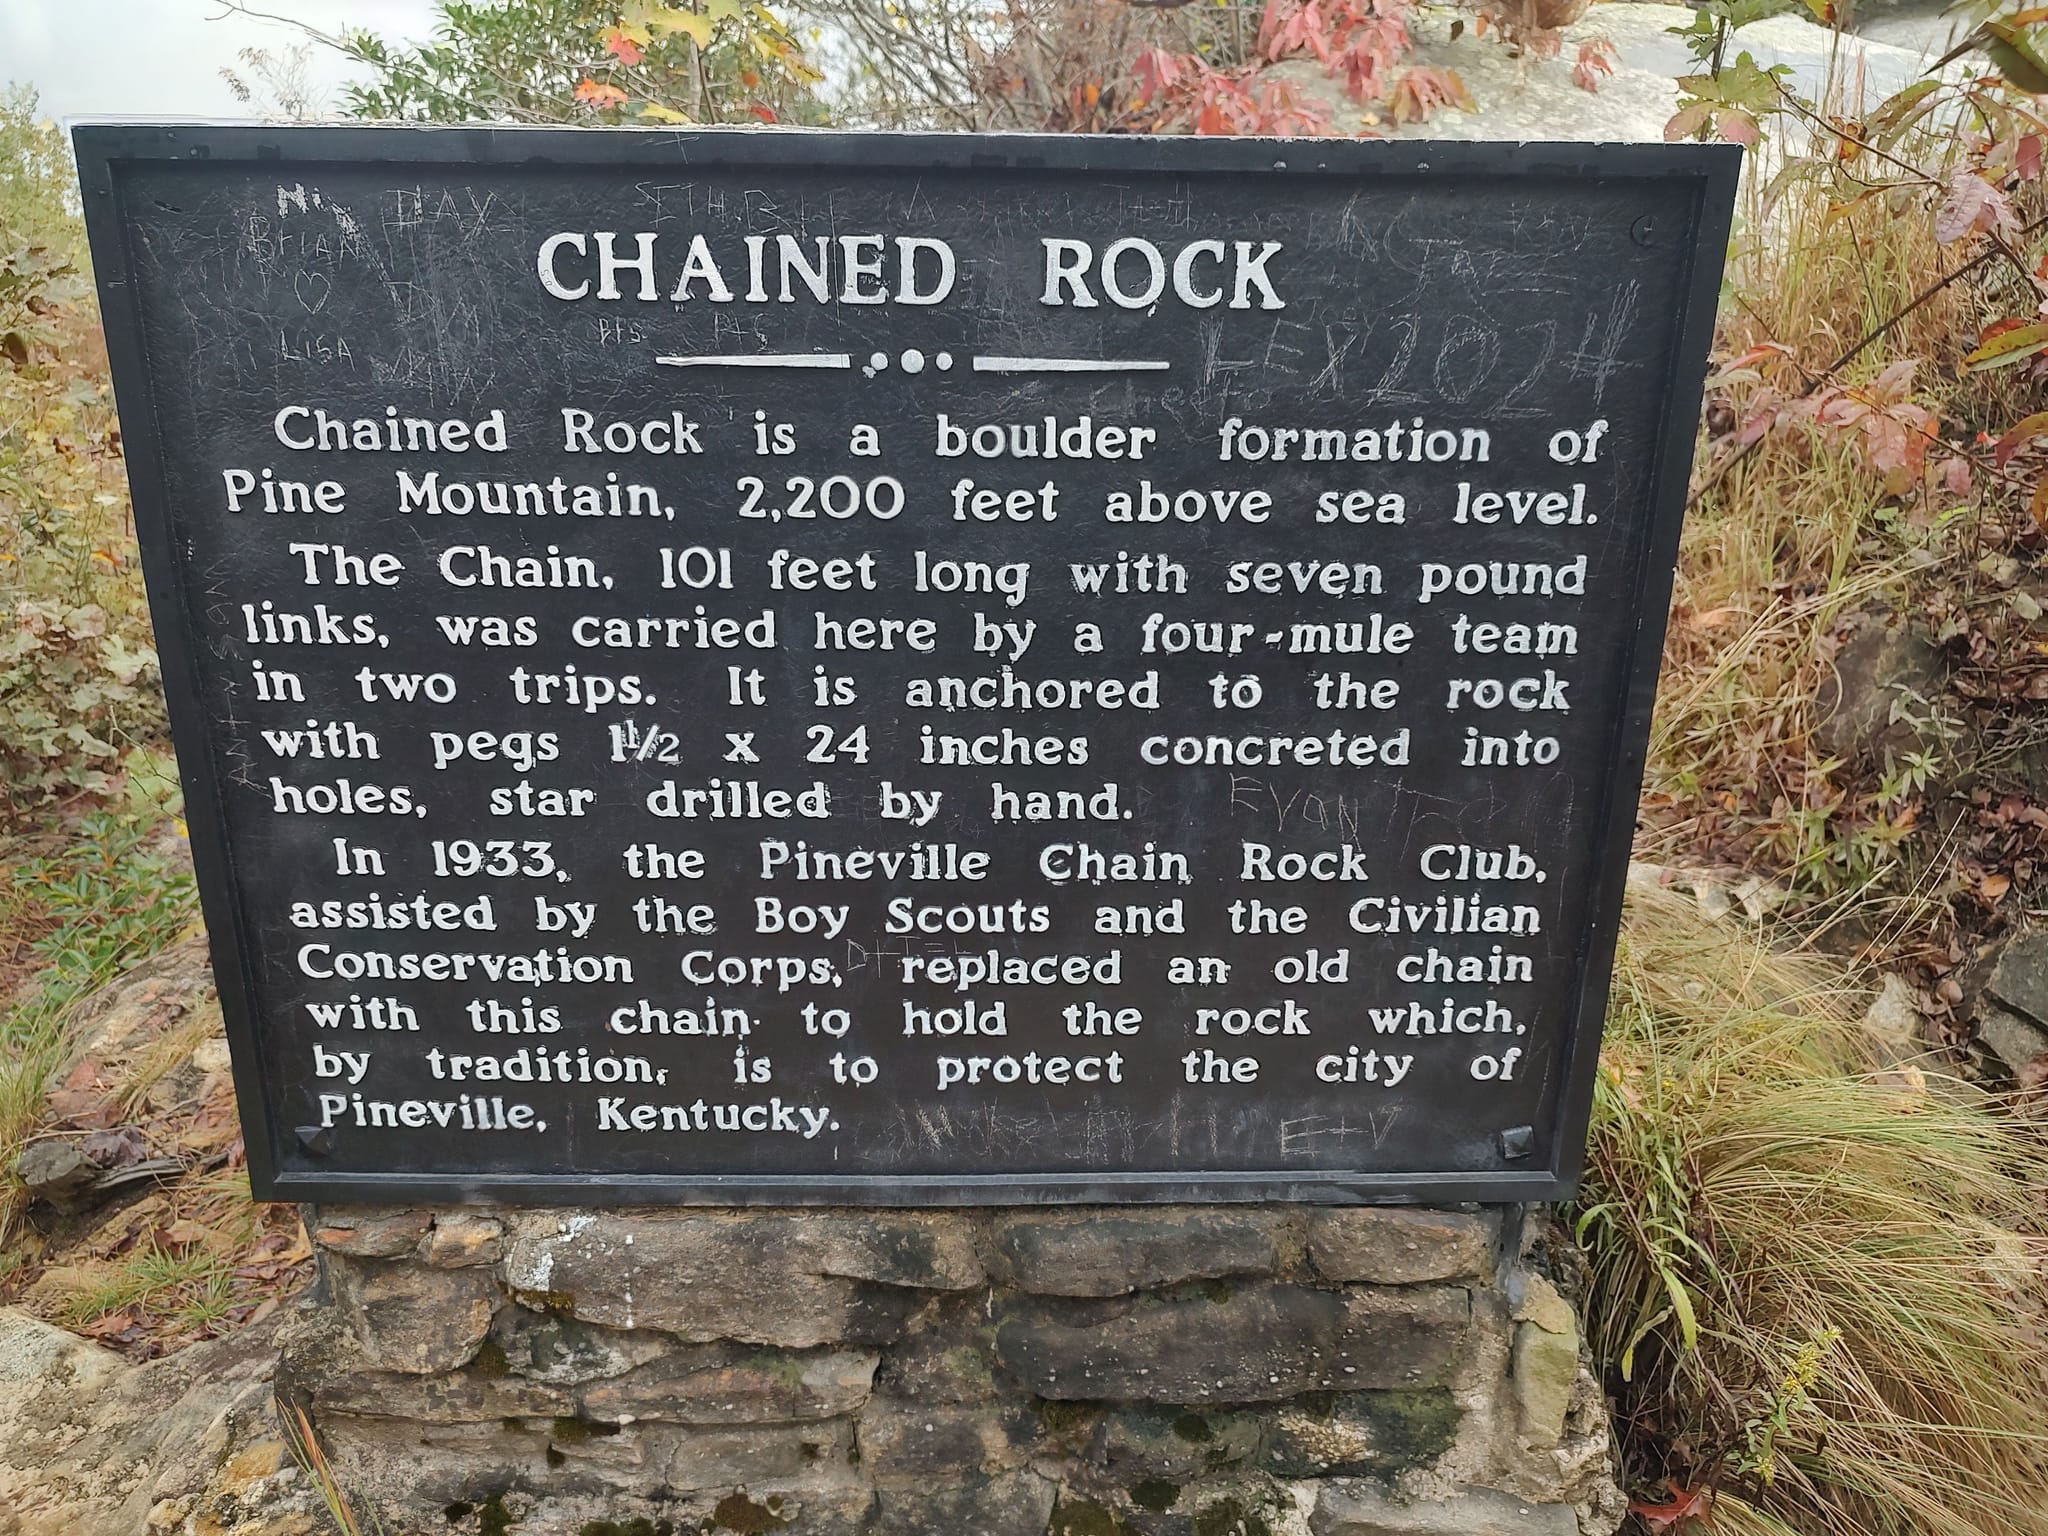 BRIAN
LISA
CHAINED ROCK
Chained Rock is a boulder formation of
Pine Mountain, 2,200 feet above sea level.
The Chain, 101 feet long with seven pound
links, was carried here by a four-mule team
in two trips. It is anchored to the rock
with pegs 1 1/2 x 24 inches concreted into
holes, star drilled by hand.
In 1933, the Pineville Chain Rock Club,
assisted by the Boy Scouts and the Civilian
Conservation Corps, replaced an old chain
with this chain to hold the rock which,
by tradition, is to protect the city of
Pineville, Kentucky.
E+V